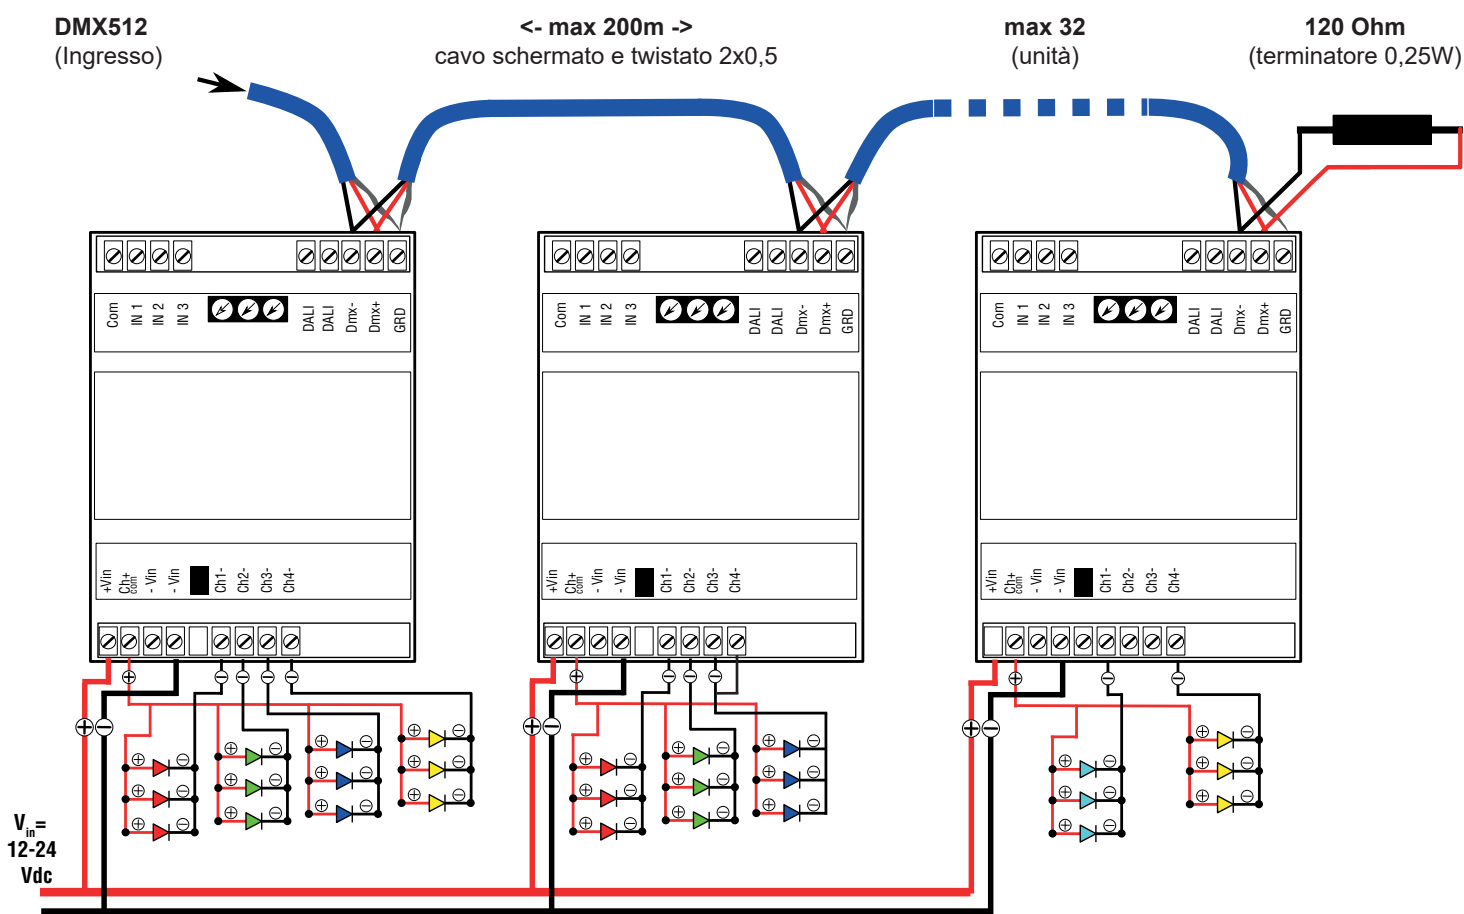 DMX512
(Ingresso)
<- max 200m ->
cavo schermato e twistato 2x0,5
max 32
(unità)
120 Ohm
(terminatore 0,25W)
Com
IN 1
IN 2
IN 3
DALI
DALI
Dmx-
Dmx+
GRD
Com
IN 1
IN 2
IN 3
DALI
DALI
Dmx-
Dmx+
GRD
Com
IN 1
IN 2
IN 3
DALI
DALI
Dmx-
Dmx+
GRD
+Vin
Ch+
com
- Vin
- Vin
Ch1-
Ch2-
Ch3-
Ch4-
+Vin
Ch+
com
- Vin
- Vin
Ch1-
Ch2-
Ch3-
Ch4-
+Vin
Ch+
com
- Vin
- Vin
Ch1-
Ch2-
Ch3-
Ch4-
Vin=
12-24
Vdc